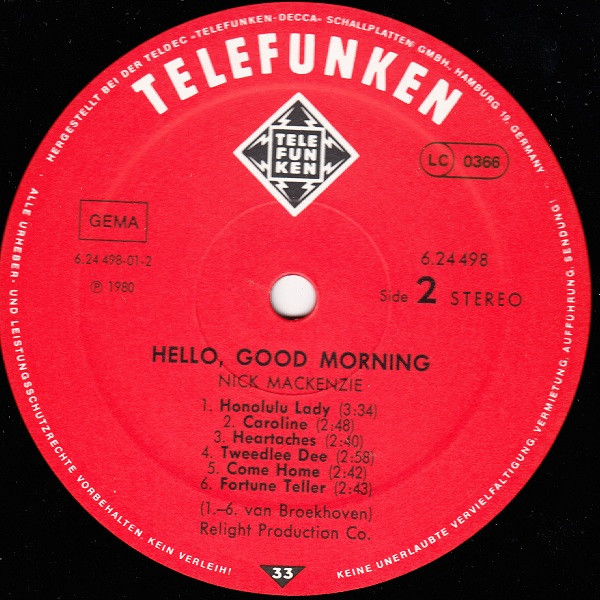 HERGESTELLT BEI DER TELDEC »TELEFUNKEN-DECCA« SCHALLPLATTEN GMBH., HAMBURG 19, GERMANY
TELEFUNKEN
TELE
FUN
KEN
LC 0366
GEMA
6.24 498-01-2
℗ 1980
6.24 498
Side 2 STEREO
HELLO, GOOD MORNING
NICK MACKENZIE
1. Honolulu Lady (3:34)
2. Caroline (2:48)
3. Heartaches (2:40)
4. Tweedlee Dee (2:58)
5. Come Home (2:42)
6. Fortune Teller (2:43)
(1.–6. van Broekhoven)
Relight Production Co.
33
ALLE URHEBER- UND LEISTUNGSSCHUTZRECHTE VORBEHALTEN. KEIN VERLEIH!
KEINE UNERLAUBTE VERVIELFÄLTIGUNG, VERMIETUNG, AUFFÜHRUNG, SENDUNG!